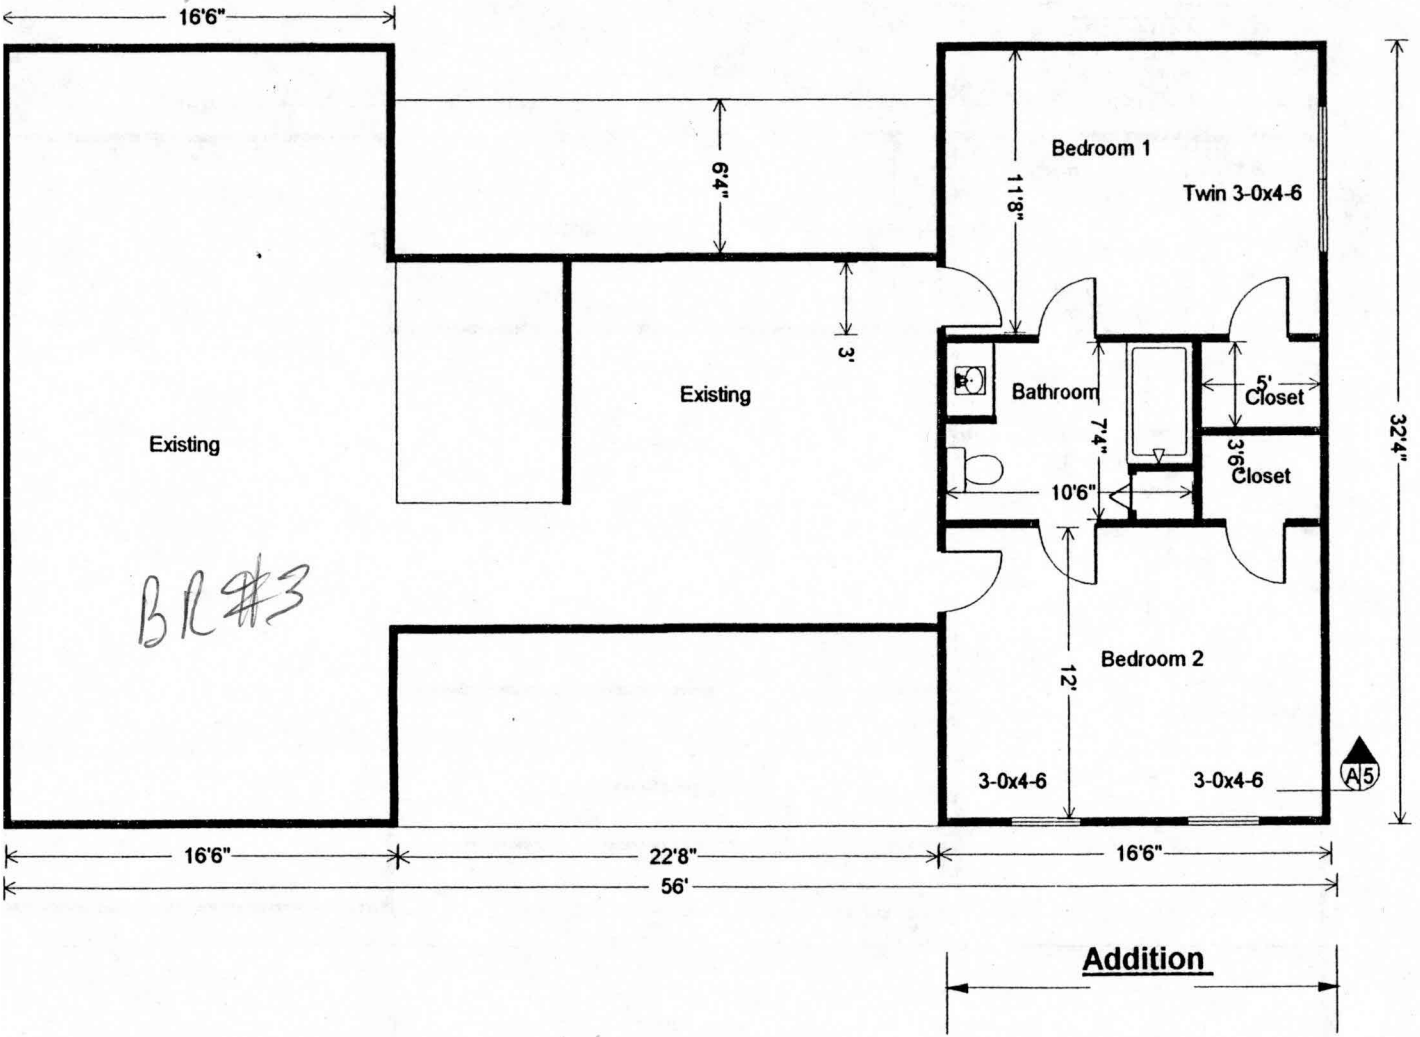 16'6"
Bedroom 1
6'4"
11'8"
Twin 3-0x4-6
3'
Existing
Bathroom
5'
Closet
7'4"
32'4"
Existing
3'6"
Closet
10'6"
BR #3
12'
Bedroom 2
3-0x4-6
3-0x4-6
A 5
16'6"
22'8"
16'6"
56'
Addition